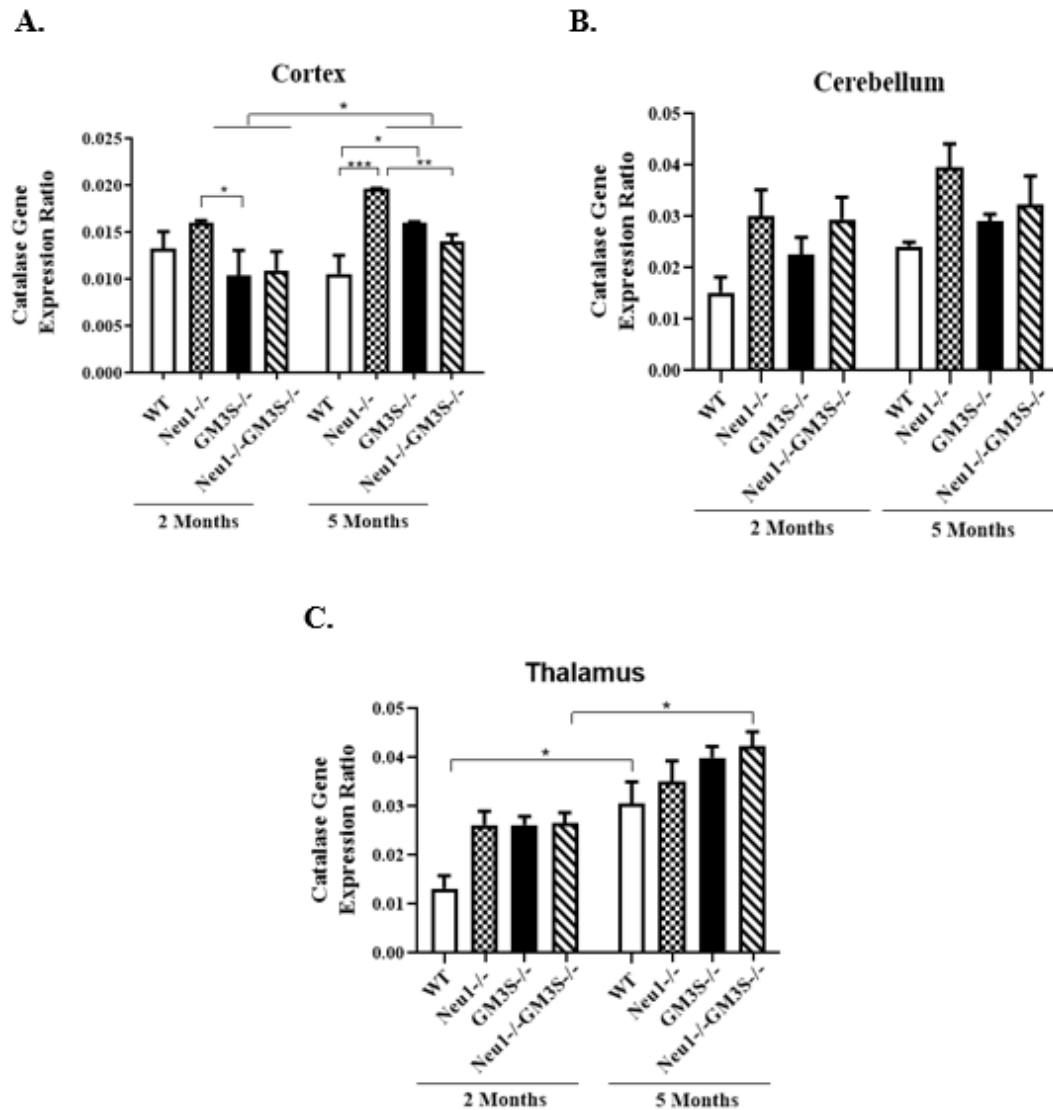 A.
Cortex
*
*
*
***
**
Catalase Gene
Expression Ratio
0.025
0.020
0.015
0.010
0.005
0.000
WT
Neu1-/-
GM3S-/-
Neu1-/-GM3S-/-
WT
Neu1-/-
GM3S-/-
Neu1-/-GM3S-/-
2 Months
5 Months
B.
Cerebellum
Catalase Gene
Expression Ratio
0.05
0.04
0.03
0.02
0.01
0.00
WT
Neu1-/-
GM3S-/-
Neu1-/-GM3S-/-
WT
Neu1-/-
GM3S-/-
Neu1-/-GM3S-/-
2 Months
5 Months
C.
Thalamus
*
*
Catalase Gene
Expression Ratio
0.05
0.04
0.03
0.02
0.01
0.00
WT
Neu1-/-
GM3S-/-
Neu1-/-GM3S-/-
WT
Neu1-/-
GM3S-/-
Neu1-/-GM3S-/-
2 Months
5 Months